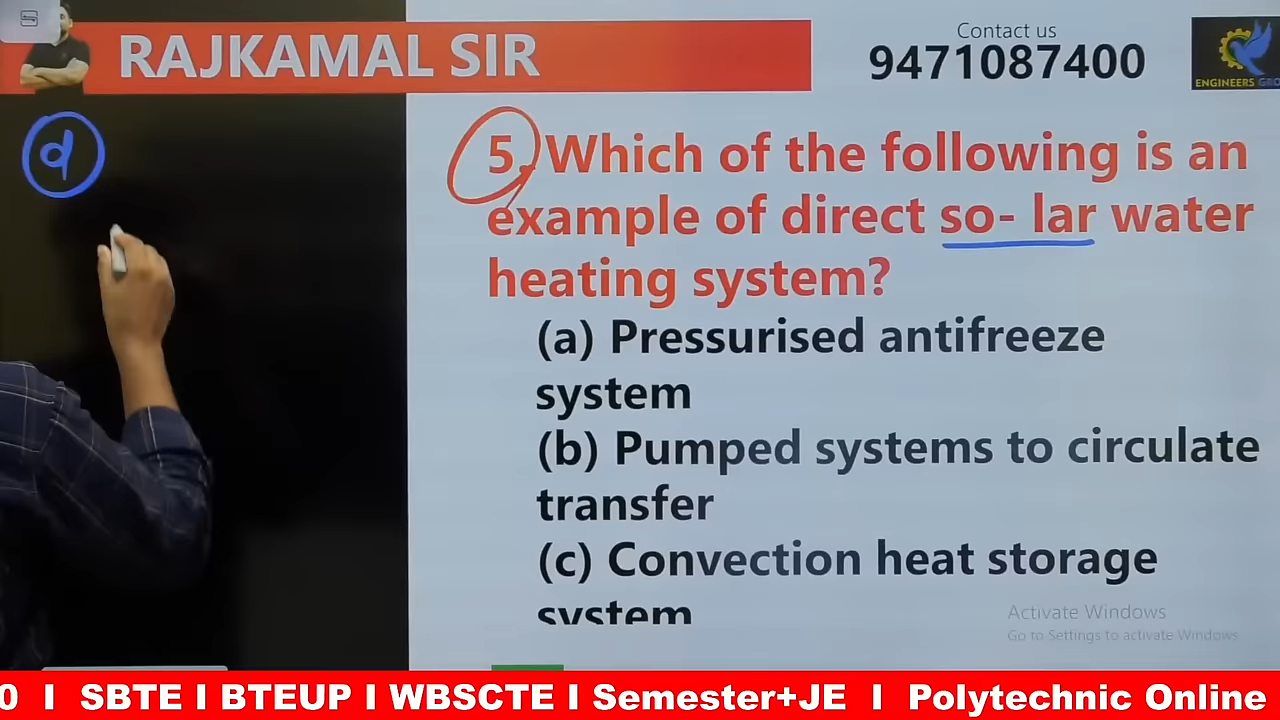 RAJKAMAL SIR
Contact us
9471087400
ENGINEERS GRO
d
5. Which of the following is an
example of direct so- lar water
heating system?
(a) Pressurised antifreeze
system
(b) Pumped systems to circulate
transfer
(c) Convection heat storage
system
Activate Windows
Go to Settings to activate Windows.
0 I SBTE I BTEUP I WBSCTE I Semester+JE I Polytechnic Online